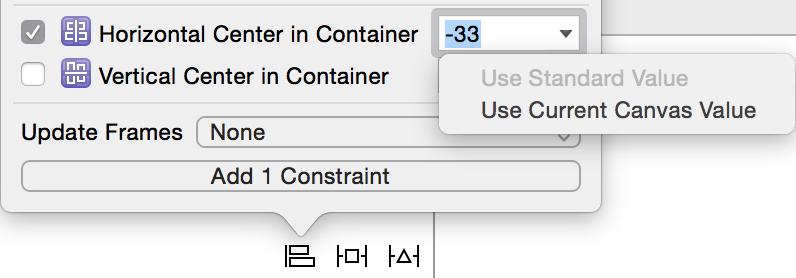 Horizontal Center in Container -33
Use Standard Value
Vertical Center in Container
Use Current Canvas Value
Update Frames None
Add 1 Constraint